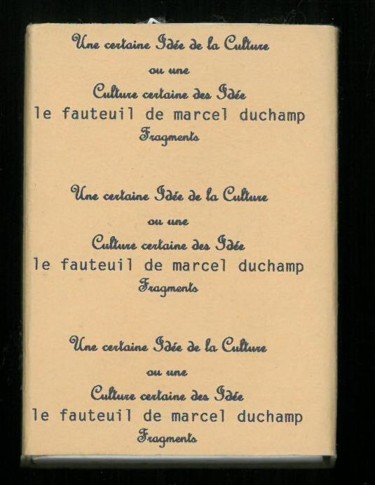 Une certaine Idée de la Culture
ou une
Culture certaine des Idée
le fauteuil de marcel duchamp
Fragments
Une certaine Idée de la Culture
ou une
Culture certaine des Idée
le fauteuil de marcel duchamp
Fragments
Une certaine Idée de la Culture
ou une
Culture certaine des Idée
le fauteuil de marcel duchamp
Fragments